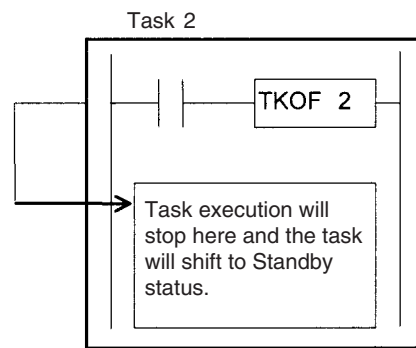 Task 2
TKOF 2
Task execution will
stop here and the task
will shift to Standby
status.